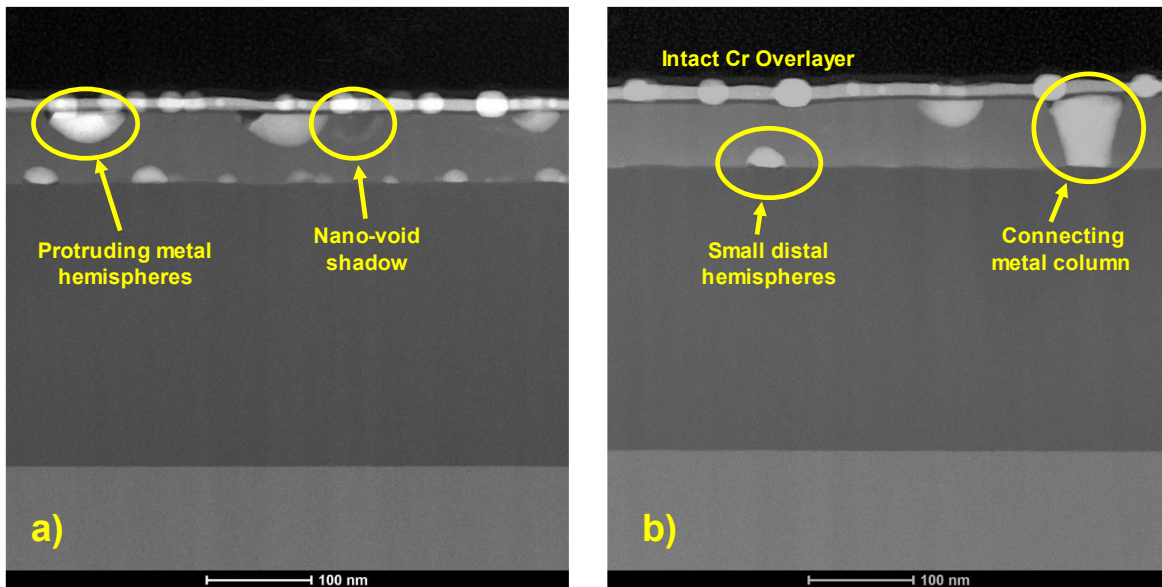 Protruding metal
hemispheres
Nano-void
shadow
a)
100 nm
Intact Cr Overlayer
Small distal
hemispheres
Connecting
metal column
b)
100 nm